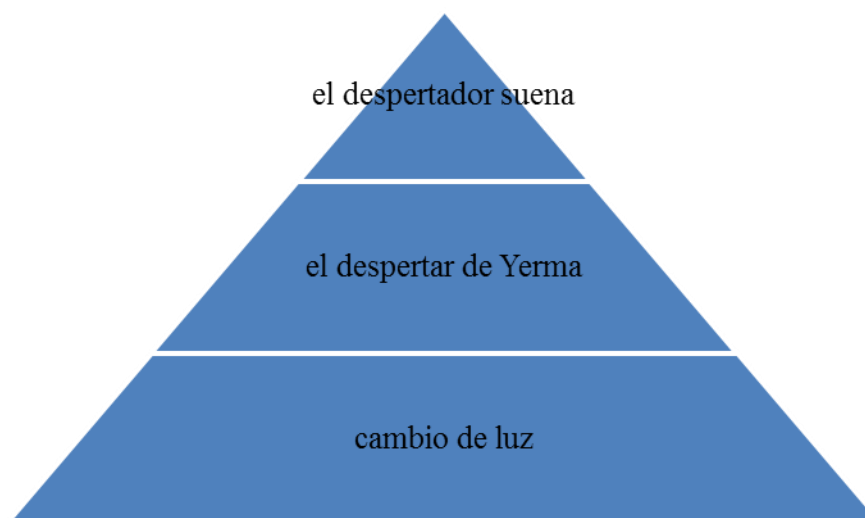 el despertador suena
el despertar de Yerma
cambio de luz